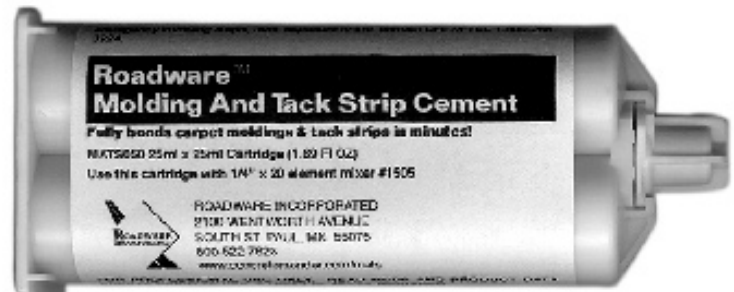 Roadware™
Molding And Tack Strip Cement
Fully bonds carpet moldings & tack strips in minutes!
MATS050 25ml x 25ml Cartridge (1.69 Fl OZ)
Use this cartridge with 1/4" x 20 element mixer #1505
ROADWARE INCORPORATED
2100 WENTWORTH AVENUE
SOUTH ST PAUL, MN 55075
800-522-7623
ROADWARE
INCORPORATED